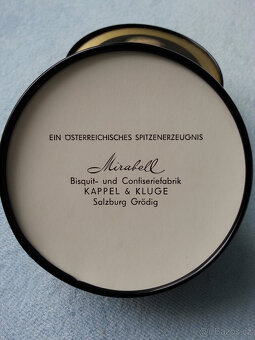 EIN ÖSTERREICHISCHES SPITZENERZEUGNIS
Mirabell
Bisquit- und Confiseriefabrik
KAPPEL & KLUGE
Salzburg Grödig